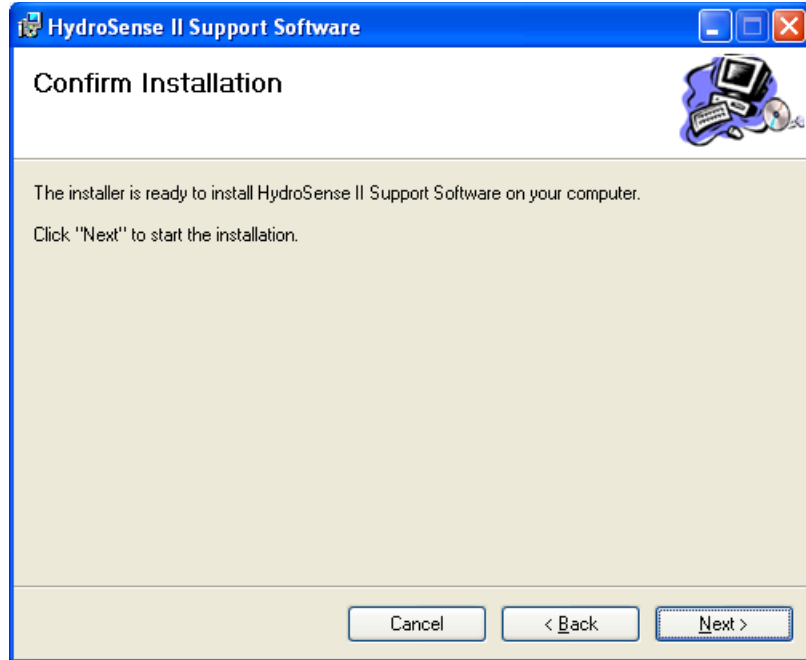 HydroSense II Support Software
Confirm Installation
The installer is ready to install HydroSense II Support Software on your computer.
Click "Next" to start the installation.
Cancel
< Back
Next >